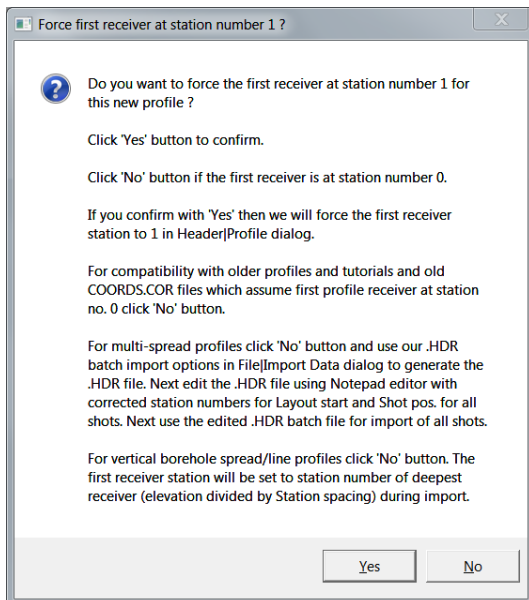 Force first receiver at station number 1 ?
Do you want to force the first receiver at station number 1 for
this new profile ?
Click 'Yes' button to confirm.
Click 'No' button if the first receiver is at station number 0.
If you confirm with 'Yes' then we will force the first receiver
station to 1 in Header|Profile dialog.
For compatibility with older profiles and tutorials and old
COORDS.COR files which assume first profile receiver at station
no. 0 click 'No' button.
For multi-spread profiles click 'No' button and use our .HDR
batch import options in File|Import Data dialog to generate the
.HDR file. Next edit the .HDR file using Notepad editor with
corrected station numbers for Layout start and Shot pos. for all
shots. Next use the edited .HDR batch file for import of all shots.
For vertical borehole spread/line profiles click 'No' button. The
first receiver station will be set to station number of deepest
receiver (elevation divided by Station spacing) during import.
Yes No